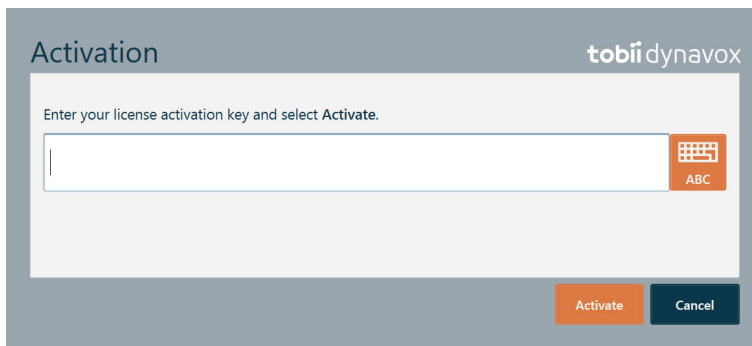 Activation
tobii dynavox
Enter your license activation key and select Activate.
ABC
Activate
Cancel